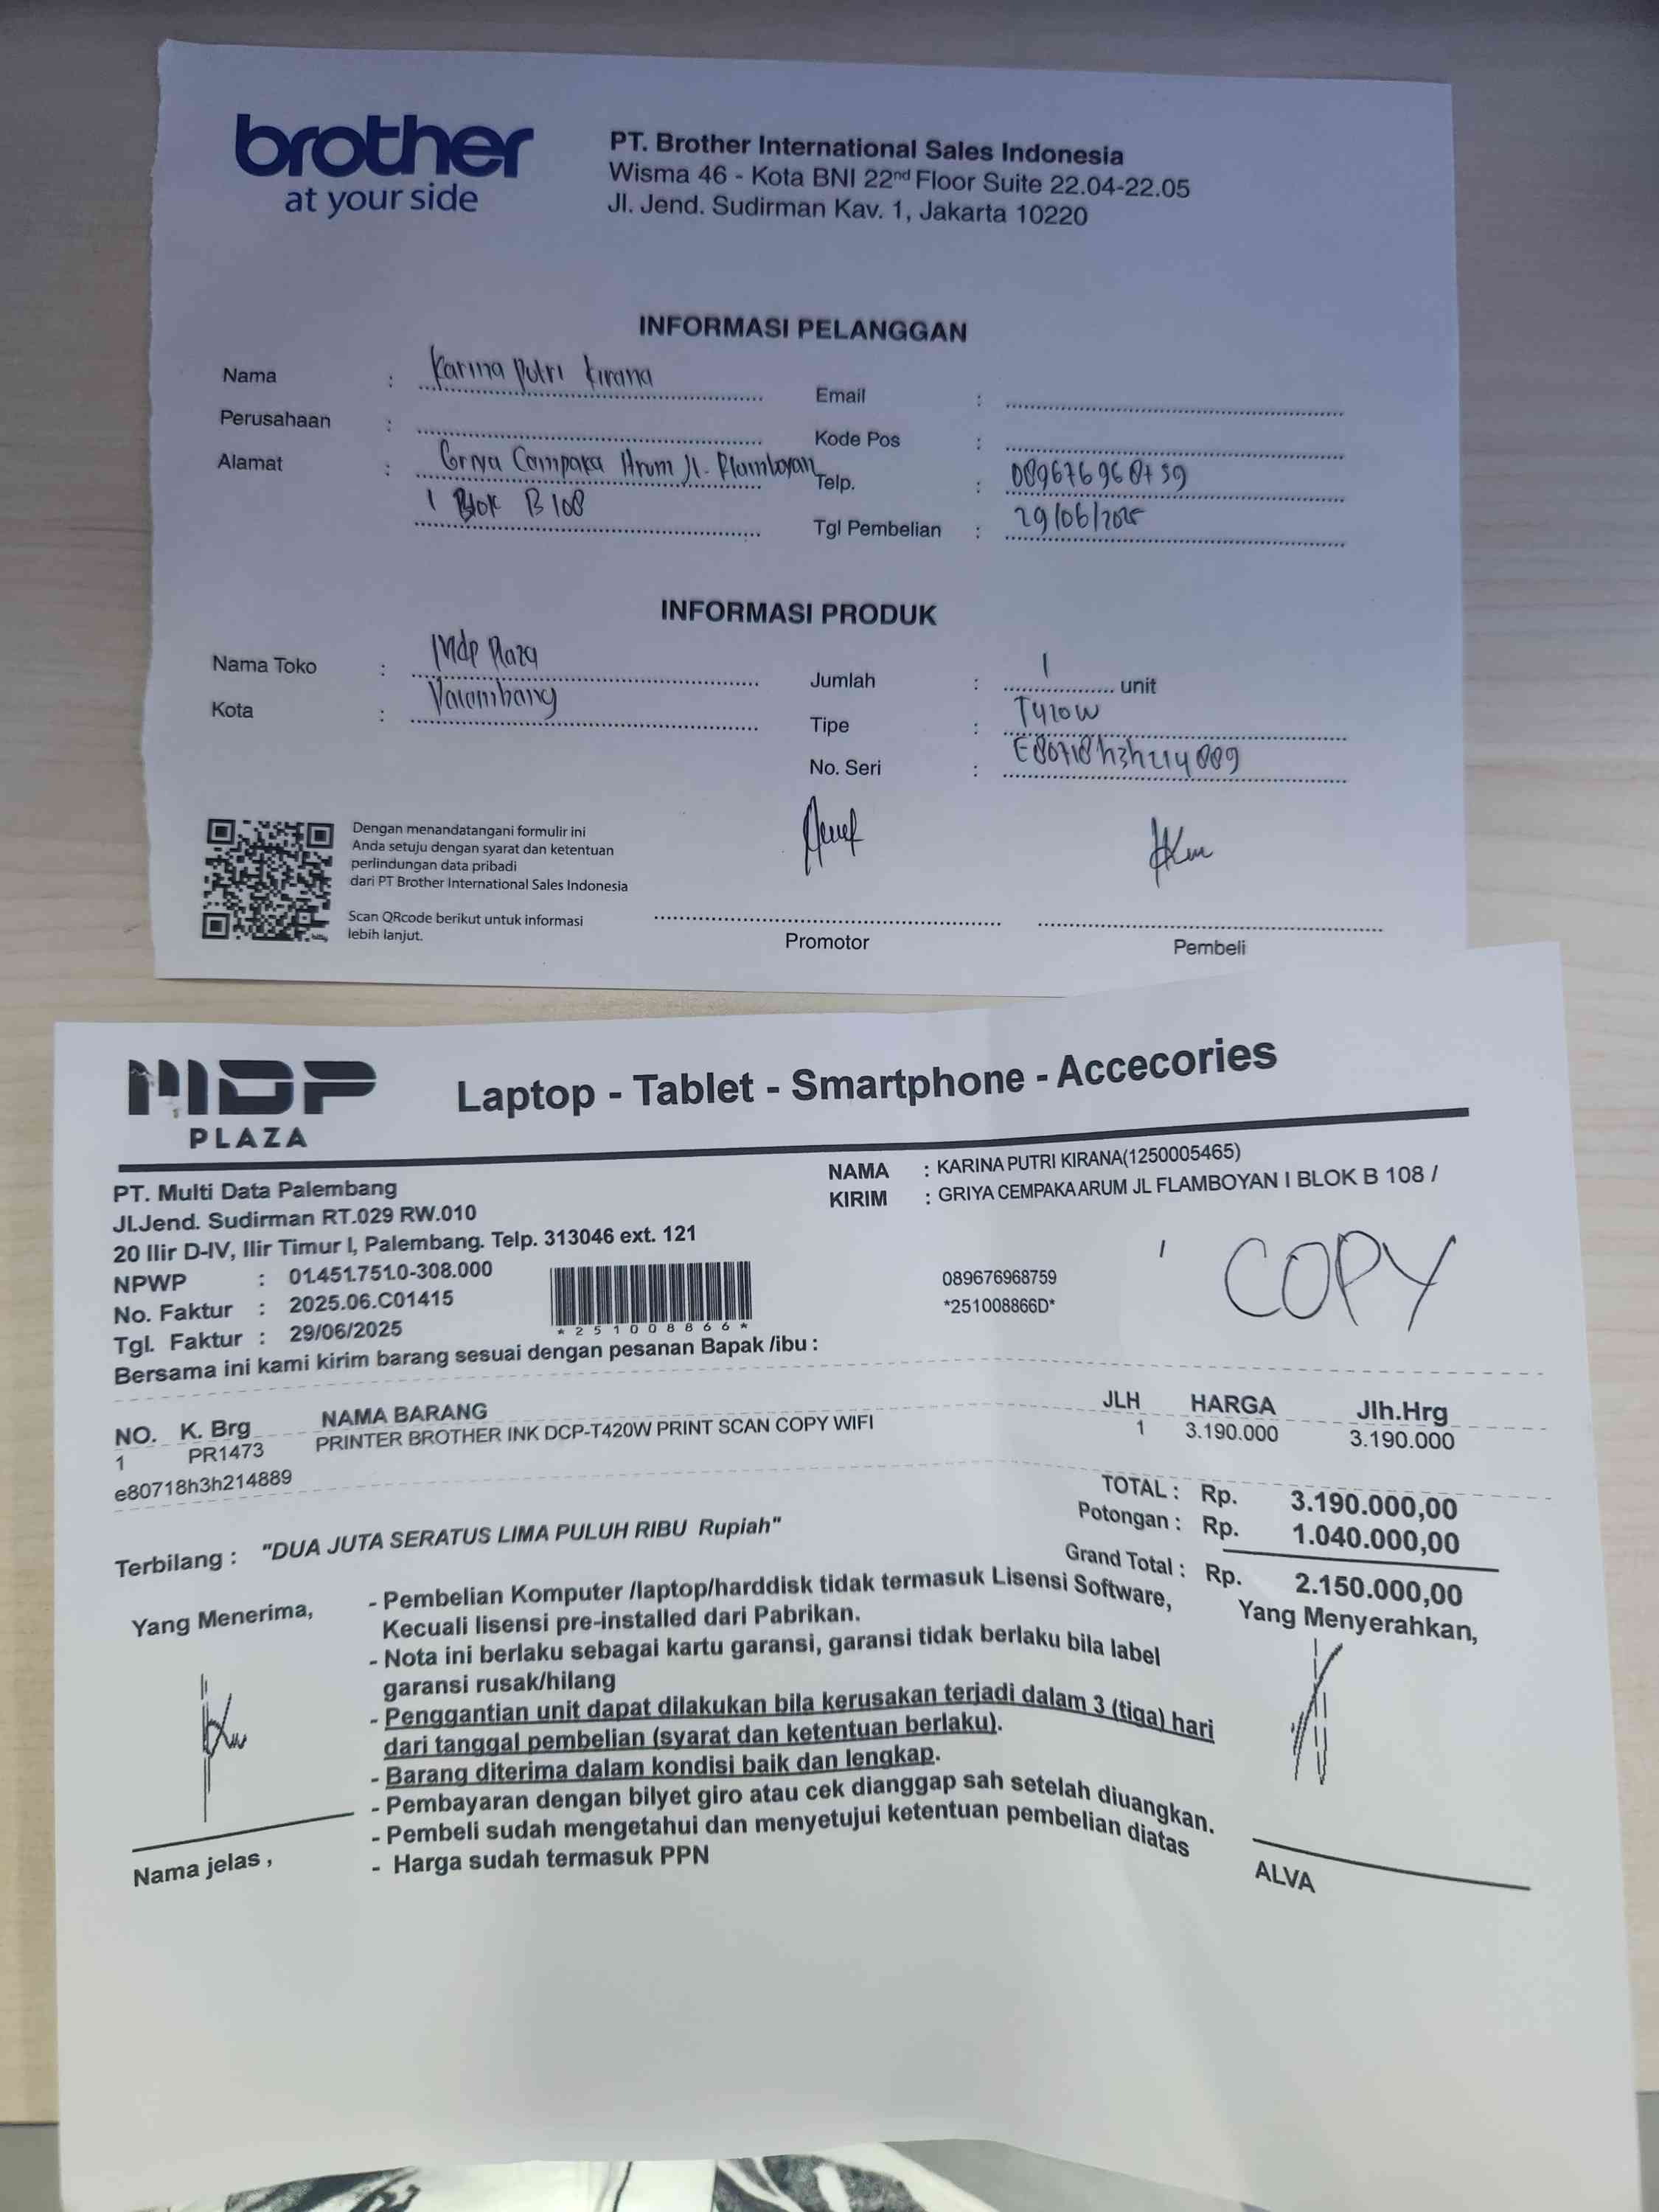 brother
at your side
PT. Brother International Sales Indonesia
Wisma 46 - Kota BNI 22nd Floor Suite 22.04-22.05
Jl. Jend. Sudirman Kav. 1, Jakarta 10220
INFORMASI PELANGGAN
Nama : Karina Putri Kirana
Perusahaan :
Alamat : Griya Cempaka Arum Jl. Flamboyan
1 Blok B 108
Email :
Kode Pos :
Telp. : 089676968759
Tgl Pembelian : 29/06/2025
INFORMASI PRODUK
Nama Toko : Mdp Plaza
Kota : Palembang
Jumlah : 1 unit
Tipe : T420W
No. Seri : E80718h3h214889
Dengan menandatangani formulir ini
Anda setuju dengan syarat dan ketentuan
perlindungan data pribadi
dari PT Brother International Sales Indonesia
Scan QRcode berikut untuk informasi
lebih lanjut.
Promotor
Pembeli
MDP
PLAZA
Laptop - Tablet - Smartphone - Accecories
PT. Multi Data Palembang
Jl.Jend. Sudirman RT.029 RW.010
20 Ilir D-IV, Ilir Timur I, Palembang. Telp. 313046 ext. 121
NPWP : 01.451.751.0-308.000
No. Faktur : 2025.06.C01415
Tgl. Faktur : 29/06/2025
*251008866*
NAMA : KARINA PUTRI KIRANA(1250005465)
KIRIM : GRIYA CEMPAKA ARUM JL FLAMBOYAN I BLOK B 108 /
COPY
089676968759
*251008866D*
Bersama ini kami kirim barang sesuai dengan pesanan Bapak /ibu :
NO. K. Brg NAMA BARANG JLH HARGA Jlh.Hrg
1 PR1473 PRINTER BROTHER INK DCP-T420W PRINT SCAN COPY WIFI 1 3.190.000 3.190.000
e80718h3h214889
TOTAL : Rp. 3.190.000,00
Potongan : Rp. 1.040.000,00
Grand Total : Rp. 2.150.000,00
Terbilang : "DUA JUTA SERATUS LIMA PULUH RIBU Rupiah"
Yang Menerima,
- Pembelian Komputer /laptop/harddisk tidak termasuk Lisensi Software,
Kecuali lisensi pre-installed dari Pabrikan.
- Nota ini berlaku sebagai kartu garansi, garansi tidak berlaku bila label
garansi rusak/hilang
- Penggantian unit dapat dilakukan bila kerusakan terjadi dalam 3 (tiga) hari
dari tanggal pembelian (syarat dan ketentuan berlaku).
- Barang diterima dalam kondisi baik dan lengkap.
- Pembayaran dengan bilyet giro atau cek dianggap sah setelah diuangkan.
- Pembeli sudah mengetahui dan menyetujui ketentuan pembelian diatas
- Harga sudah termasuk PPN
Yang Menyerahkan,
Nama jelas ,
ALVA